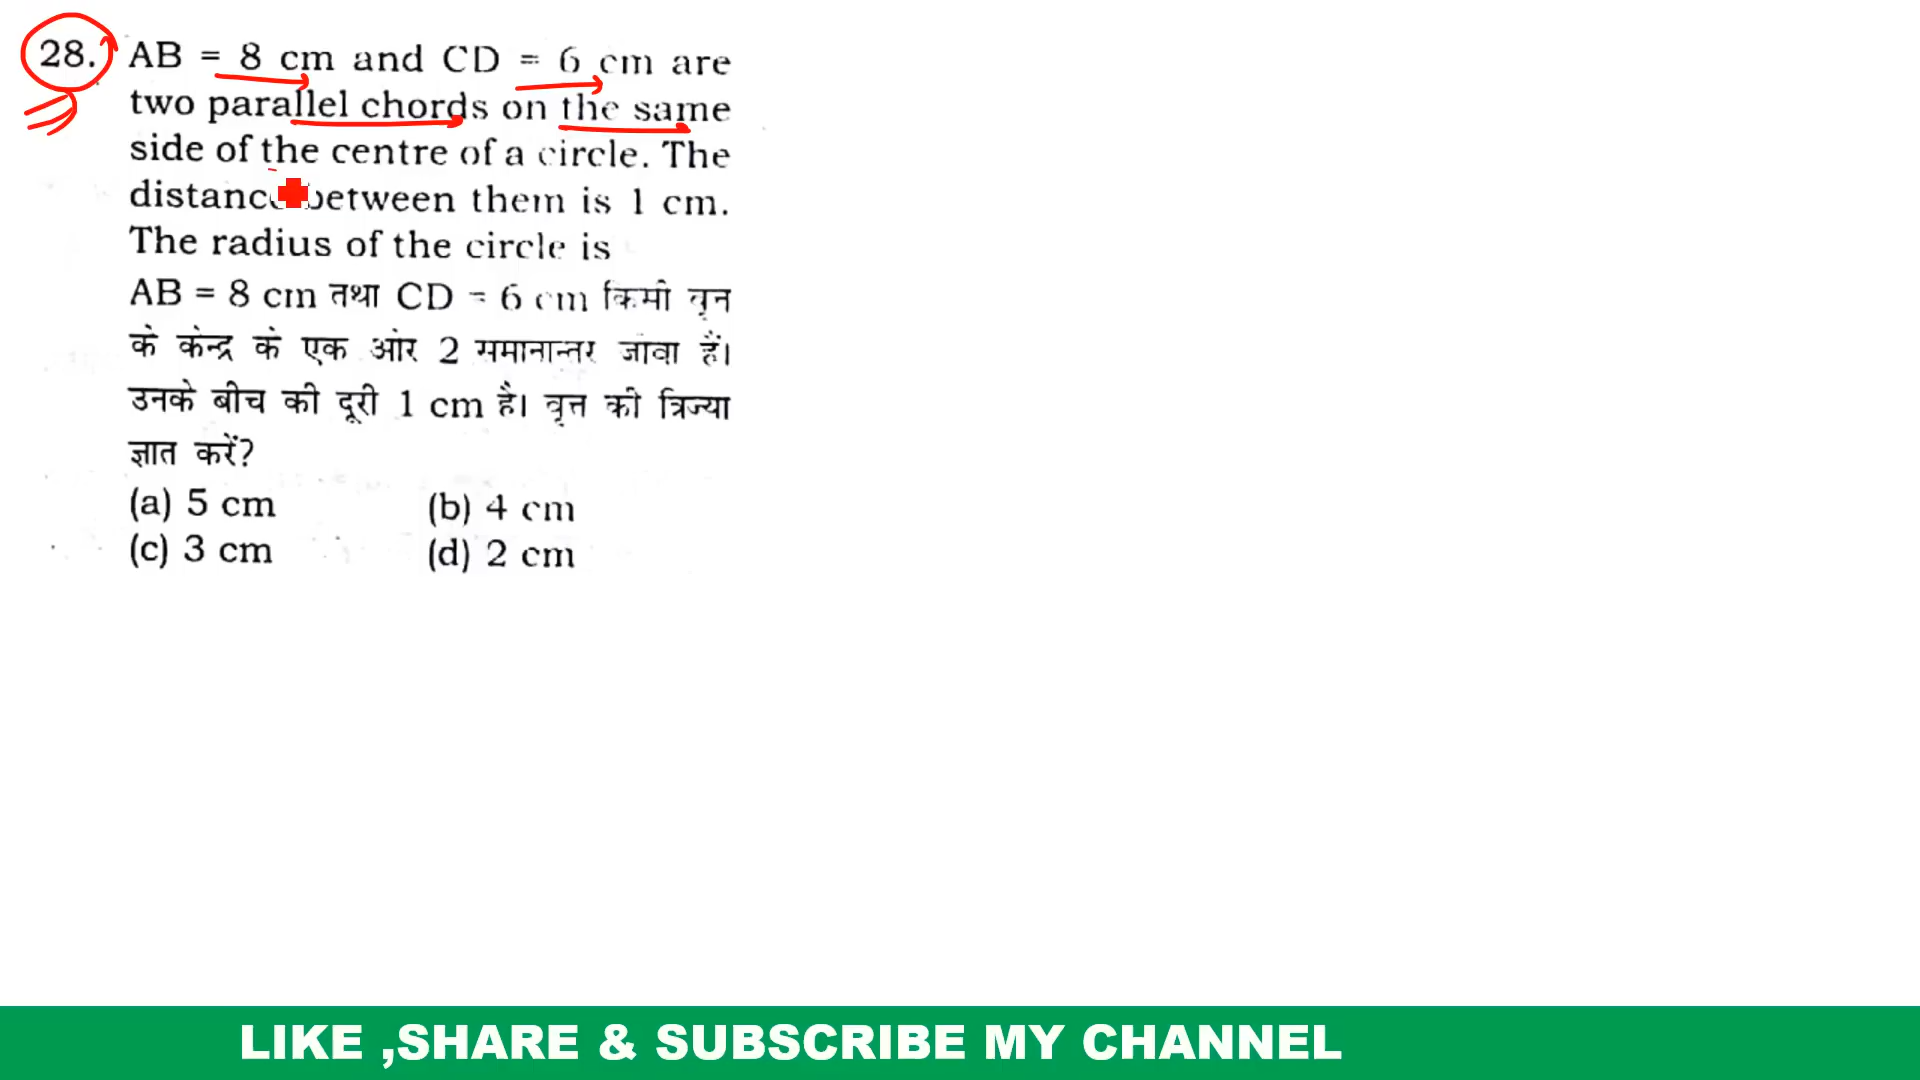 28. AB = 8 cm and CD = 6 cm are
two parallel chords on the same
side of the centre of a circle. The
distance between them is 1 cm.
The radius of the circle is
AB = 8 cm तथा CD = 6 cm किसी वृत्त
के केन्द्र के एक ओर 2 समानान्तर जीवा हैं।
उनके बीच की दूरी 1 cm है। वृत्त की त्रिज्या
ज्ञात करें?
(a) 5 cm (b) 4 cm
(c) 3 cm (d) 2 cm
LIKE ,SHARE & SUBSCRIBE MY CHANNEL